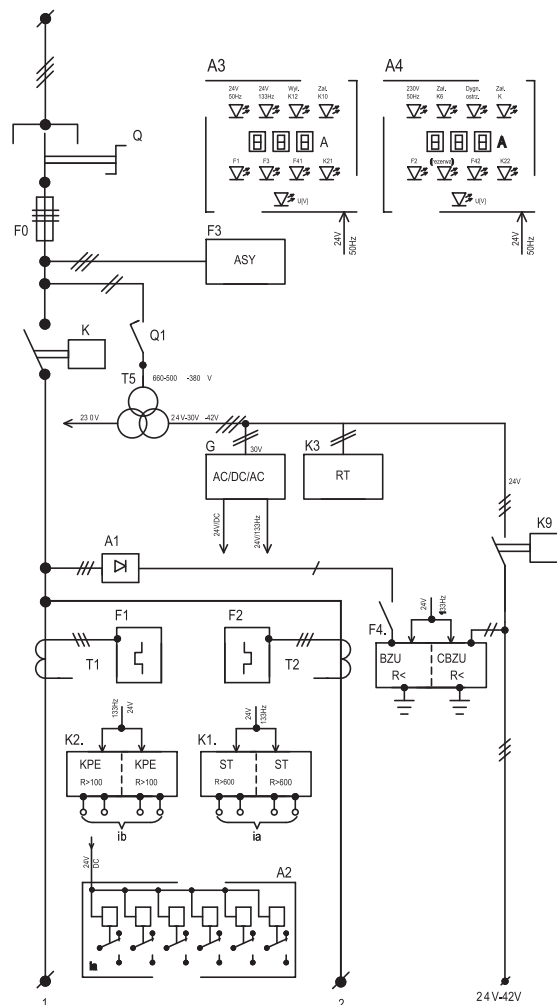 A3
A4
24V 50Hz
24V 133Hz
Wył. K12
Zał. K10
230V 50Hz
Zał. K6
Dygn. ostrz.
Zał. K
888 A
888 A
F1 F3 F41 K21
F2 (rezerwa) F42 K22
U[V]
U[V]
24V 50Hz
24V 50Hz
Q
F0
F3
ASY
K
Q1
T5 660-500 -380 V
230V
24V-30V -42V
G
30V
K3
AC/DC/AC
RT
24V
24V/DC
24V/133Hz
K9
A1
F1
F2
F4.
24V
133Hz
T1
T2
BZU
CBZU
R<
R<
133Hz
24V
24V
133Hz
K2.
K1.
KPE KPE
ST ST
R>100 R>100
R>600 R>600
ib
ia
24V
DC
A2
1
2
24V-42V